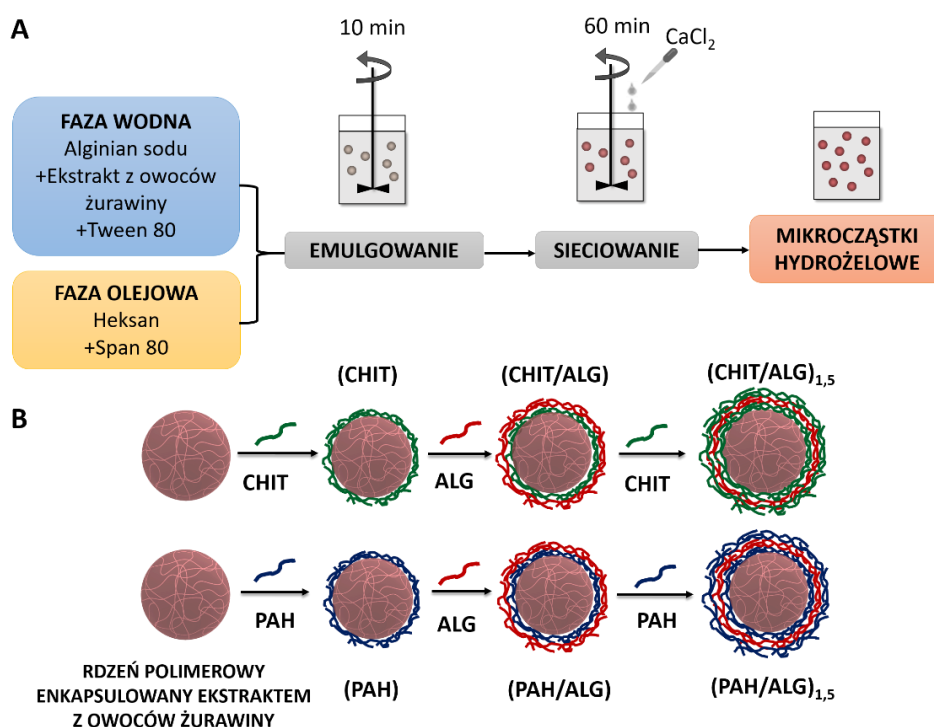 A
10 min
60 min
CaCl₂
FAZA WODNA
Alginian sodu
+Ekstrakt z owoców
żurawiny
+Tween 80
FAZA OLEJOWA
Heksan
+Span 80
EMULGOWANIE
SIECIOWANIE
MIKROCZĄSTKI
HYDROŻELOWE
B
(CHIT)
(CHIT/ALG)
(CHIT/ALG)₁,₅
CHIT
ALG
CHIT
PAH
ALG
PAH
RDZEŃ POLIMEROWY
ENKAPSULOWANY EKSTRAKTEM
Z OWOCÓW ŻURAWINY
(PAH)
(PAH/ALG)
(PAH/ALG)₁,₅